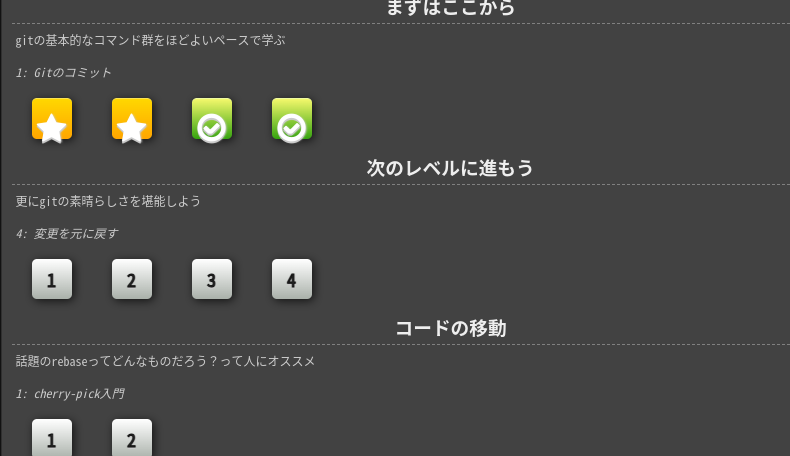 まずはここから
gitの基本的なコマンド群をほどよいペースで学ぶ
1: Gitのコミット
次のレベルに進もう
更にgitの素晴らしさを堪能しよう
4: 変更を元に戻す
1 2 3 4
コードの移動
話題のrebaseってどんなものだろう？って人にオススメ
1: cherry-pick入門
1 2